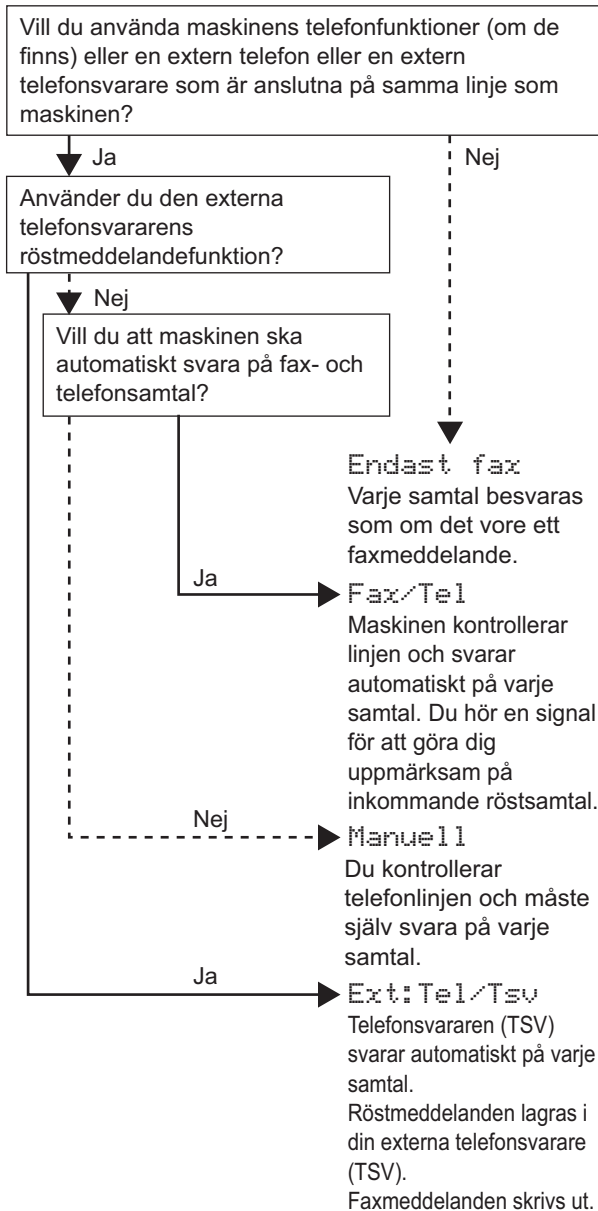 Vill du använda maskinens telefonfunktioner (om de
finns) eller en extern telefon eller en extern
telefonsvarare som är anslutna på samma linje som
maskinen?
Ja
Nej
Använder du den externa
telefonsvararens
röstmeddelandefunktion?
Nej
Vill du att maskinen ska
automatiskt svara på fax- och
telefonsamtal?
Endast fax
Varje samtal besvaras
som om det vore ett
faxmeddelande.
Ja
Fax/Tel
Maskinen kontrollerar
linjen och svarar
automatiskt på varje
samtal. Du hör en signal
för att göra dig
uppmärksam på
inkommande röstsamtal.
Nej
Manuell
Du kontrollerar
telefonlinjen och måste
själv svara på varje
samtal.
Ja
Ext:Tel/Tsv
Telefonsvararen (TSV)
svarar automatiskt på varje
samtal.
Röstmeddelanden lagras i
din externa telefonsvarare
(TSV).
Faxmeddelanden skrivs ut.